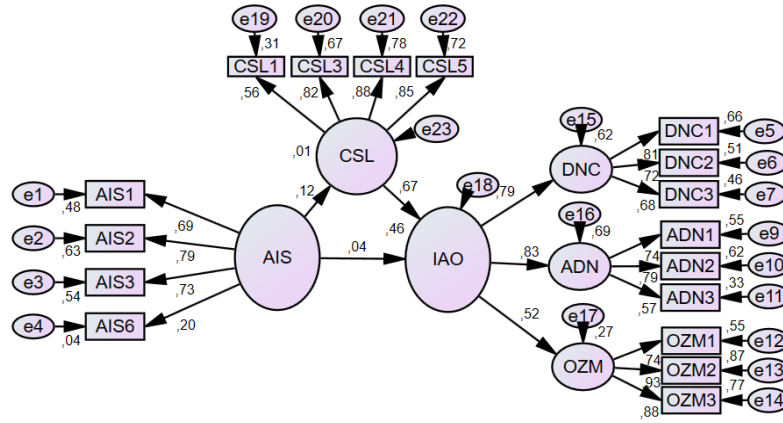 e19 e20 e21 e22
,31 ,67 ,78 ,72
CSL1 CSL3 CSL4 CSL5
,56 ,82 ,88 ,85
e23
CSL
,01
,12 ,67
e1 AIS1
,48
e2 AIS2
,63
e3 AIS3
,54
e4 AIS6
,04
,69
,79
,73
,20
AIS
,04
,46
e18
IAO
,79
,83
,52
e15
,62
DNC
,81
,72
,68
DNC1 ,66 e5
DNC2 ,51 e6
DNC3 ,46 e7
e16
,69
ADN
,74
,79
,57
ADN1 ,55 e9
ADN2 ,62 e10
ADN3 ,33 e11
e17
,27
OZM
,74
,93
,88
OZM1 ,55 e12
OZM2 ,87 e13
OZM3 ,77 e14